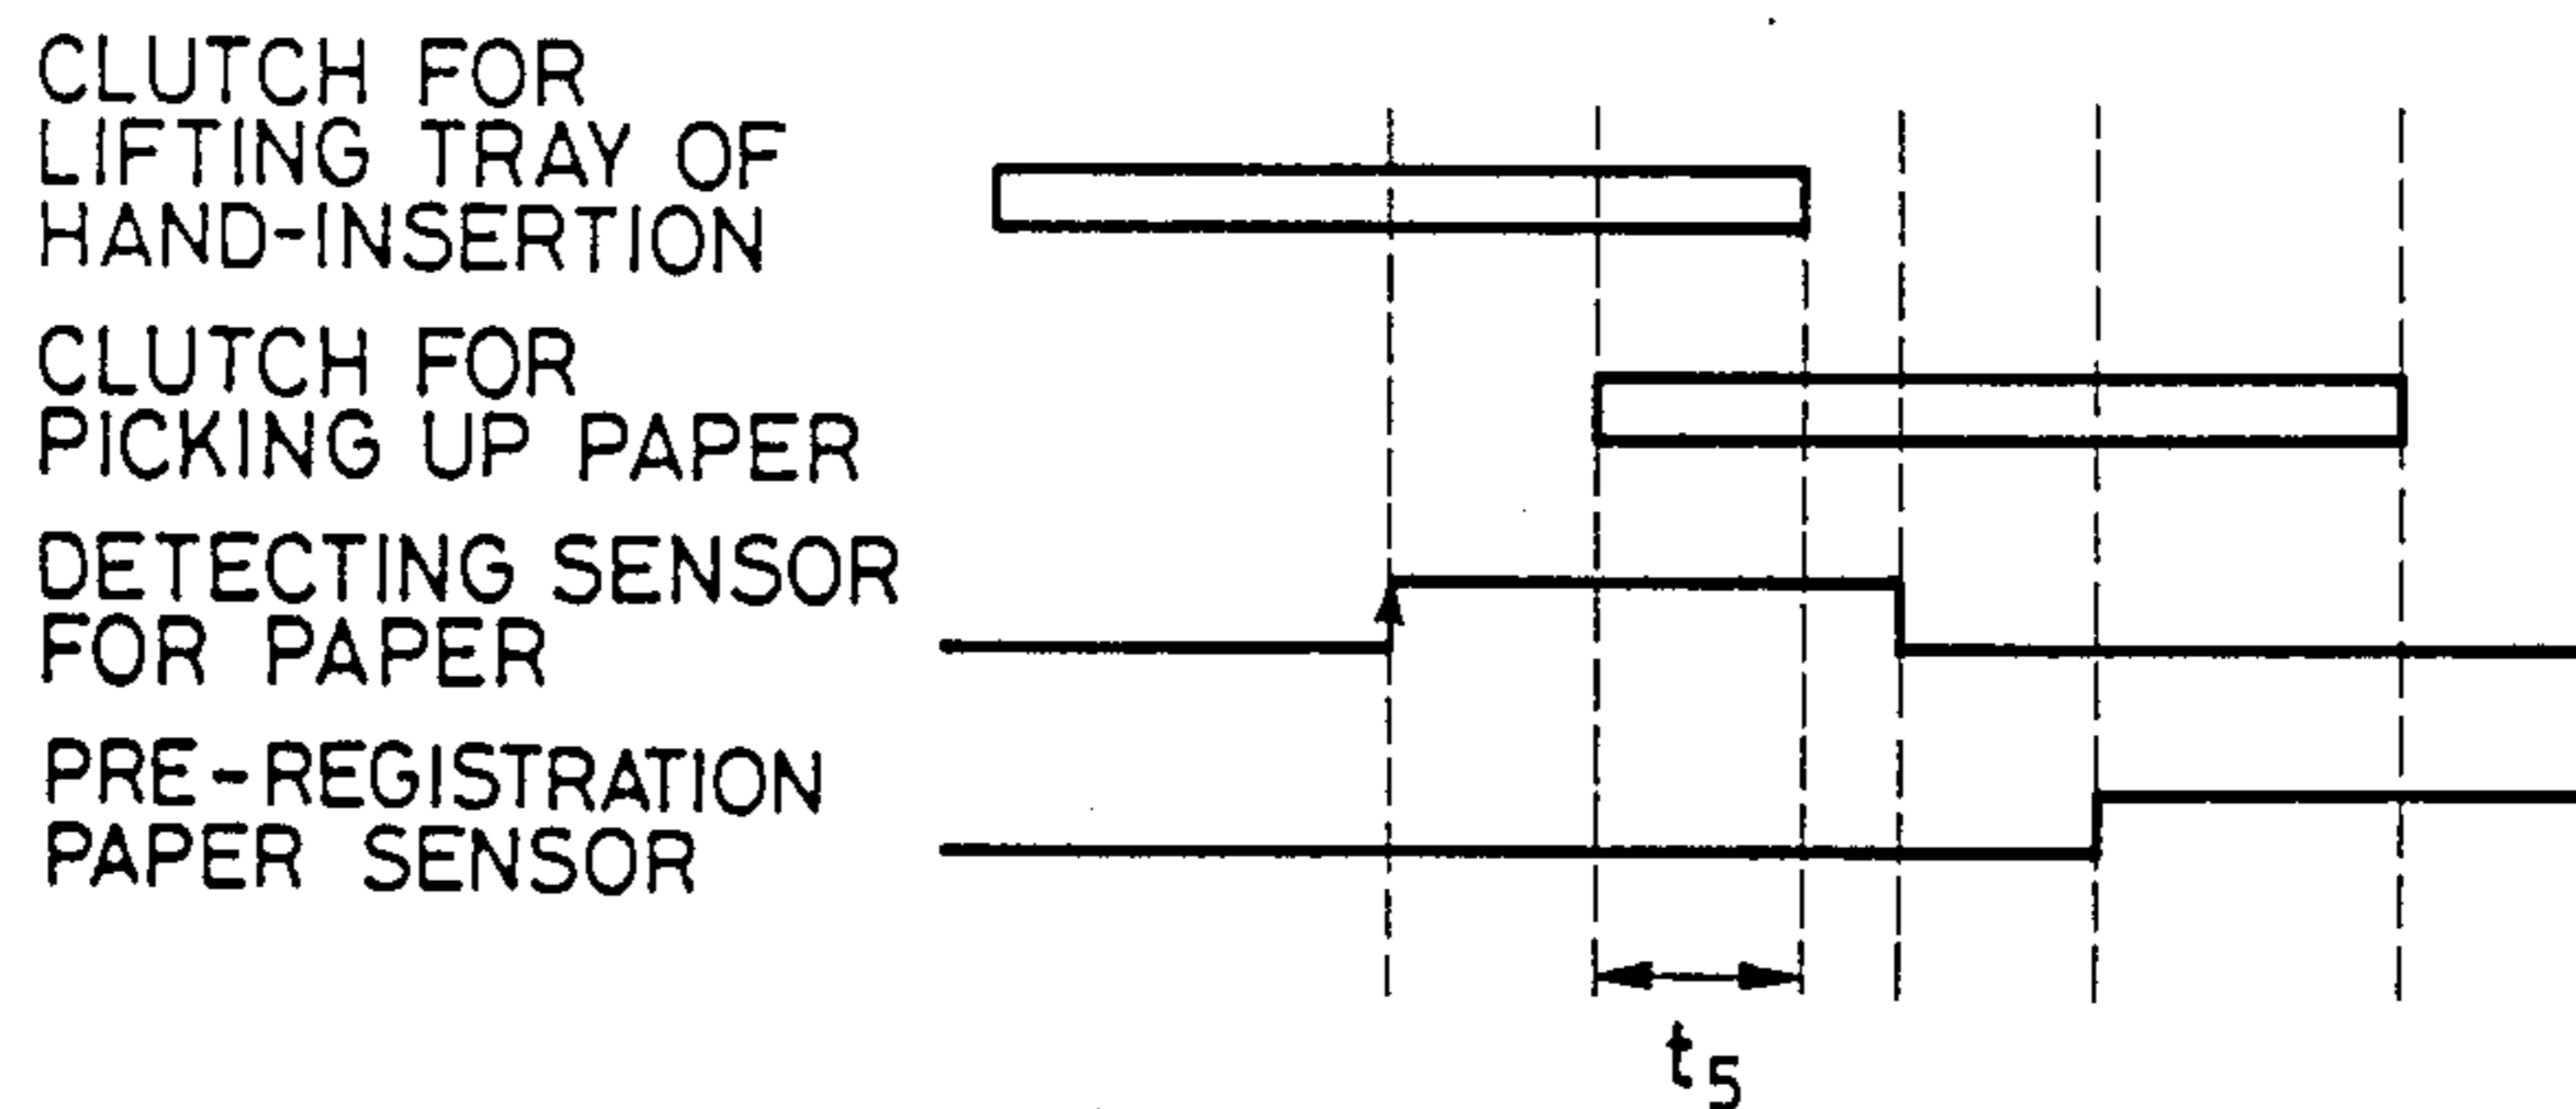 CLUTCH FOR
LIFTING TRAY OF
HAND-INSERTION
CLUTCH FOR
PICKING UP PAPER
DETECTING SENSOR
FOR PAPER
PRE-REGISTRATION
PAPER SENSOR
t5